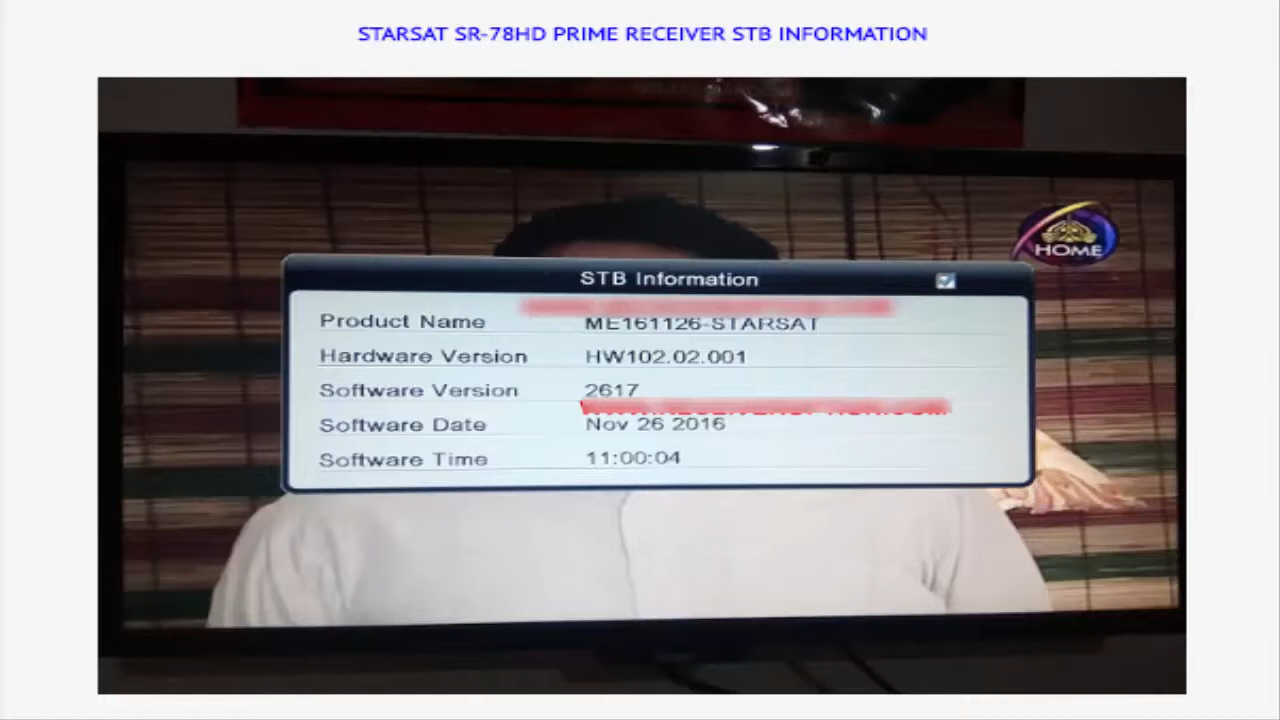 STARSAT SR-78HD PRIME RECEIVER STB INFORMATION
HOME
STB Information
Product Name ME161126-STARSAT
Hardware Version HW102.02.001
Software Version 2617
Software Date Nov 26 2016
Software Time 11:00:04